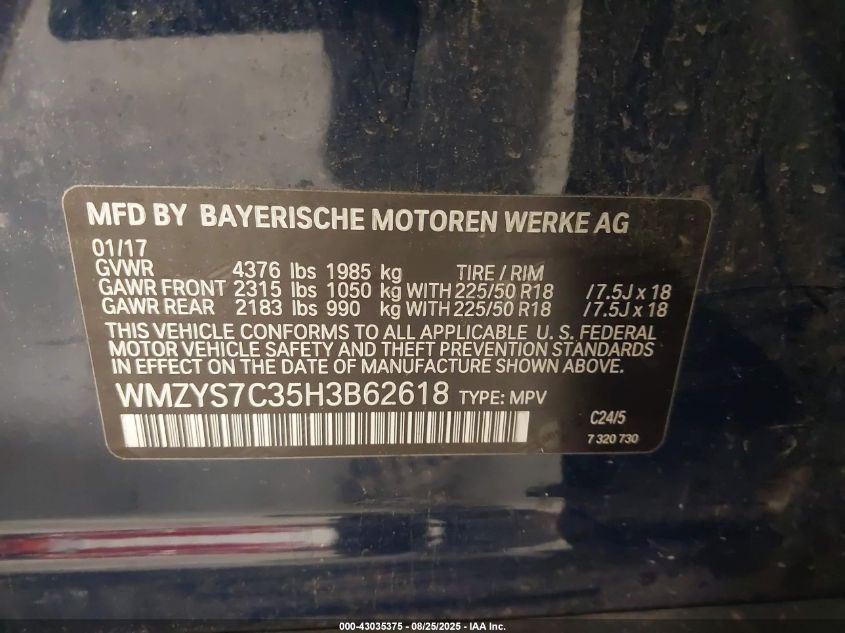 MFD BY BAYERISCHE MOTOREN WERKE AG
01/17
GVWR 4376 lbs 1985 kg TIRE / RIM
GAWR FRONT 2315 lbs 1050 kg WITH 225/50 R18 /7.5J x 18
GAWR REAR 2183 lbs 990 kg WITH 225/50 R18 /7.5J x 18
THIS VEHICLE CONFORMS TO ALL APPLICABLE U. S. FEDERAL
MOTOR VEHICLE SAFETY AND THEFT PREVENTION STANDARDS
IN EFFECT ON THE DATE OF MANUFACTURE SHOWN ABOVE.
WMZYS7C35H3B62618 TYPE: MPV
C24/5
7 320 730
000-43035375 - 08/25/2025 - IAA Inc.